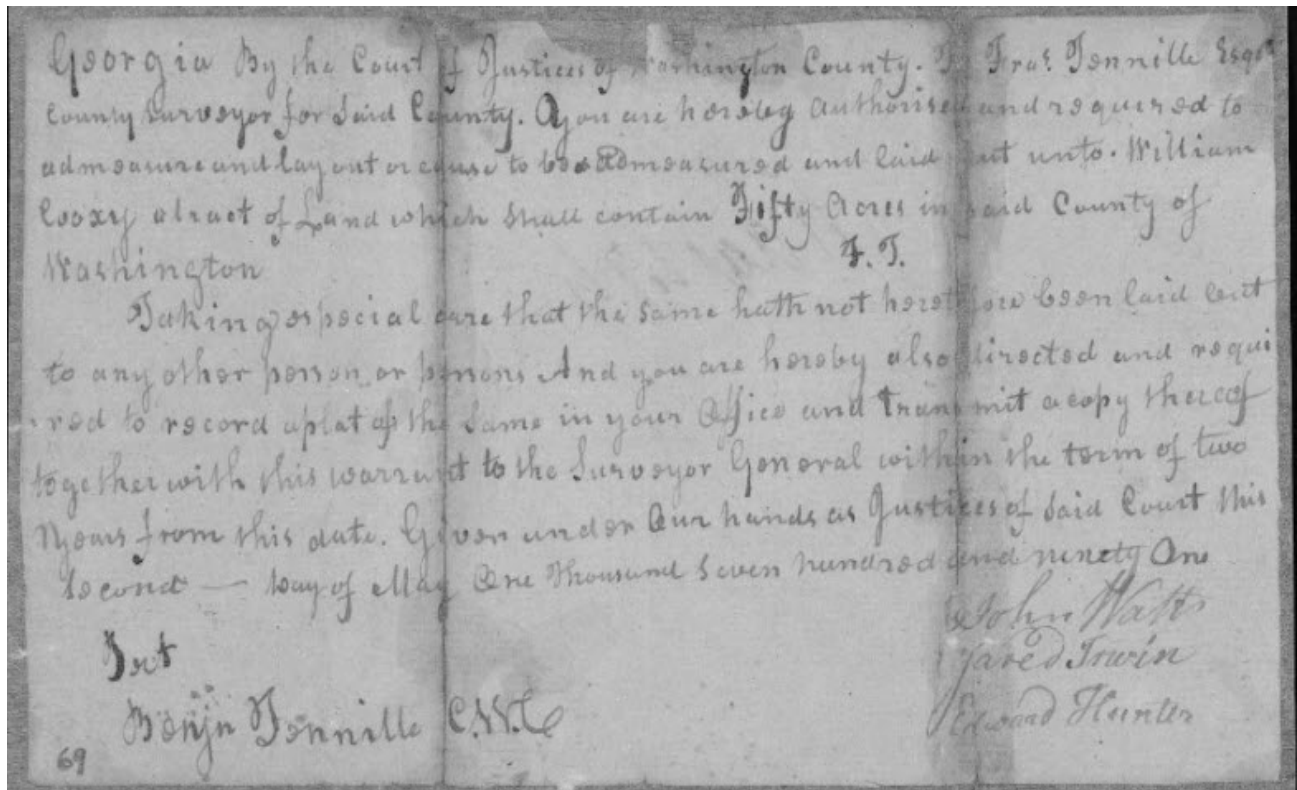 Georgia By the Court of Justices of Washington County. To Fras. Tennille Esqr
County Surveyor for Said County. You are hereby Authorised and required to
admeasure and lay out or cause to be admeasured and laid out unto. William
a tract of Land which shall contain Fifty Acres in said County of
Washington
F. T.
Taking especial care that the same hath not heretofore been laid out
to any other person or persons And you are hereby also directed and requi
red to record a plat of the Same in your Office and transmit a copy thereof
together with this warrant to the Surveyor General within the term of two
Years from this date. Given under Our hands as Justices of Said Court this
Second — Day of May One Thousand Seven hundred and ninety One
John Watts
Jared Irwin
Edward Hunter
Test
Benjn Tennille C.W.C
69